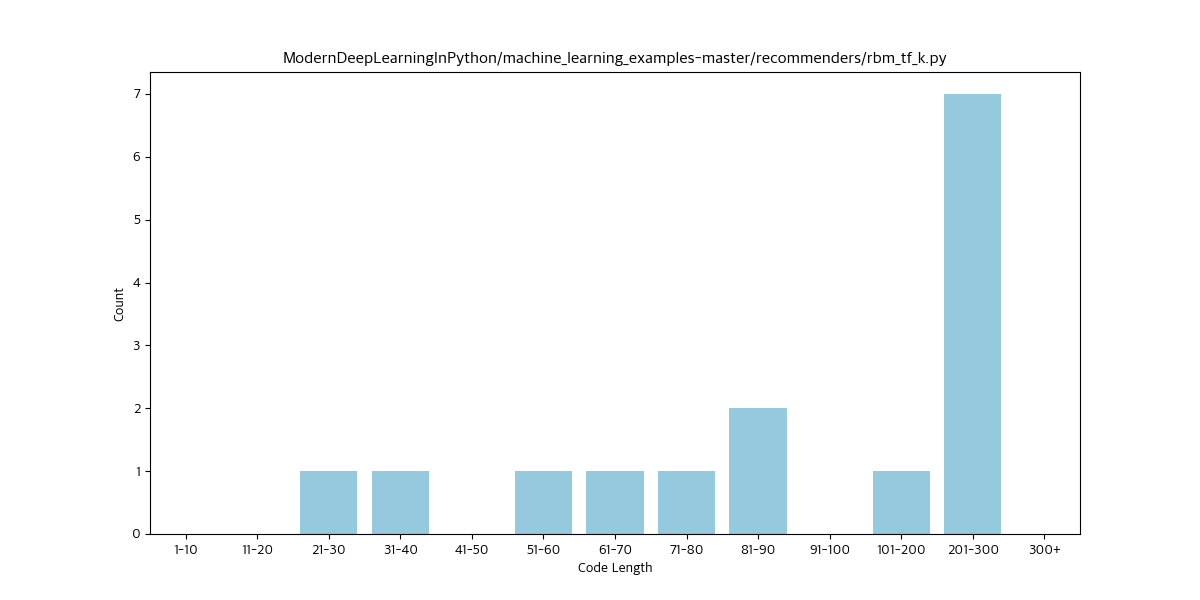 ModernDeepLearningInPython/machine_learning_examples-master/recommenders/rbm_tf_k.py
7
6
5
4
3
2
1
0
Count
1-10 11-20 21-30 31-40 41-50 51-60 61-70 71-80 81-90 91-100 101-200 201-300 300+
Code Length